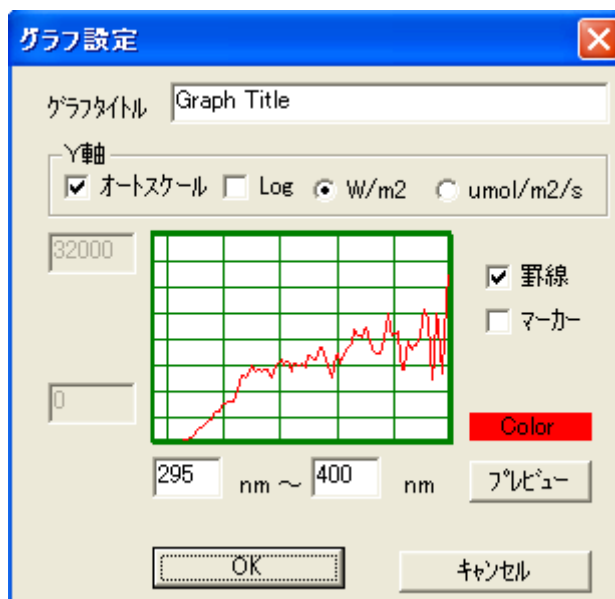 グラフ設定
グラフタイトル Graph Title
Y軸
オートスケール Log W/m2 umol/m2/s
32000
罫線
マーカー
0
Color
295 nm ～ 400 nm プレビュー
OK キャンセル